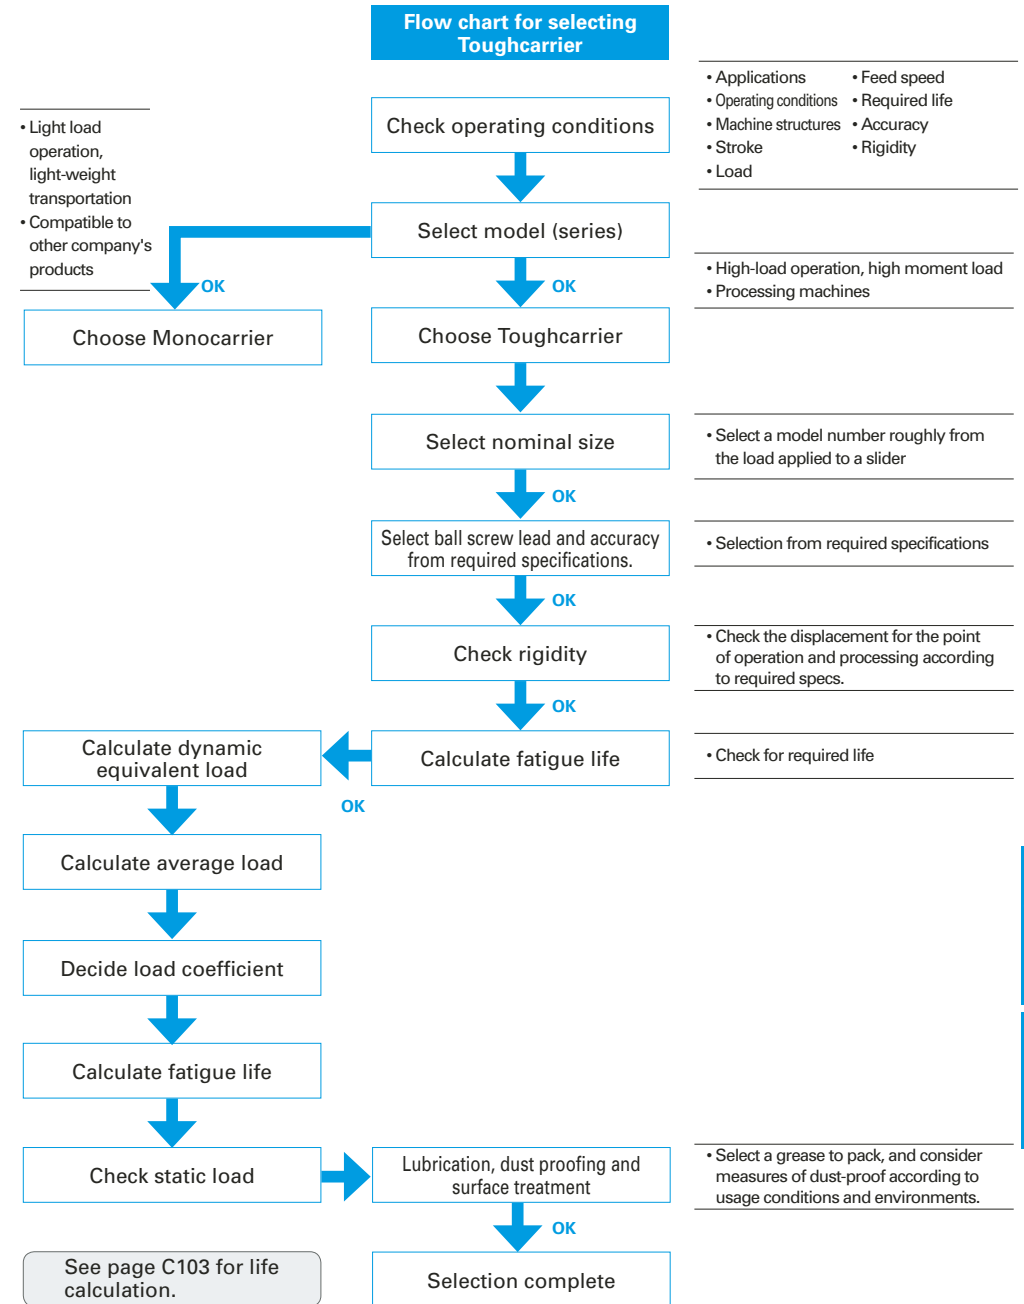 Flow chart for selecting
Toughcarrier
Check operating conditions
• Applications
• Operating conditions
• Machine structures
• Stroke
• Load
• Feed speed
• Required life
• Accuracy
• Rigidity
• Light load
operation,
light-weight
transportation
• Compatible to
other company's
products
Select model (series)
OK
OK
• High-load operation, high moment load
• Processing machines
Choose Monocarrier
Choose Toughcarrier
Select nominal size
• Select a model number roughly from
the load applied to a slider
OK
Select ball screw lead and accuracy
from required specifications.
• Selection from required specifications
OK
Check rigidity
• Check the displacement for the point
of operation and processing according
to required specs.
OK
Calculate fatigue life
• Check for required life
OK
Calculate dynamic
equivalent load
Calculate average load
Decide load coefficient
Calculate fatigue life
Check static load
Lubrication, dust proofing and
surface treatment
• Select a grease to pack, and consider
measures of dust-proof according to
usage conditions and environments.
OK
See page C103 for life
calculation.
Selection complete